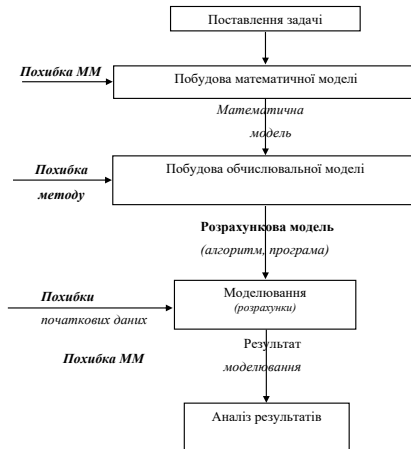 Поставлення задачі
Похибка ММ
Побудова математичної моделі
Математична
модель
Похибка
методу
Побудова обчислювальної моделі
Розрахункова модель
(алгоритм, програма)
Похибки
початкових даних
Моделювання
(розрахунки)
Похибка ММ
Результат
моделювання
Аналіз результатів